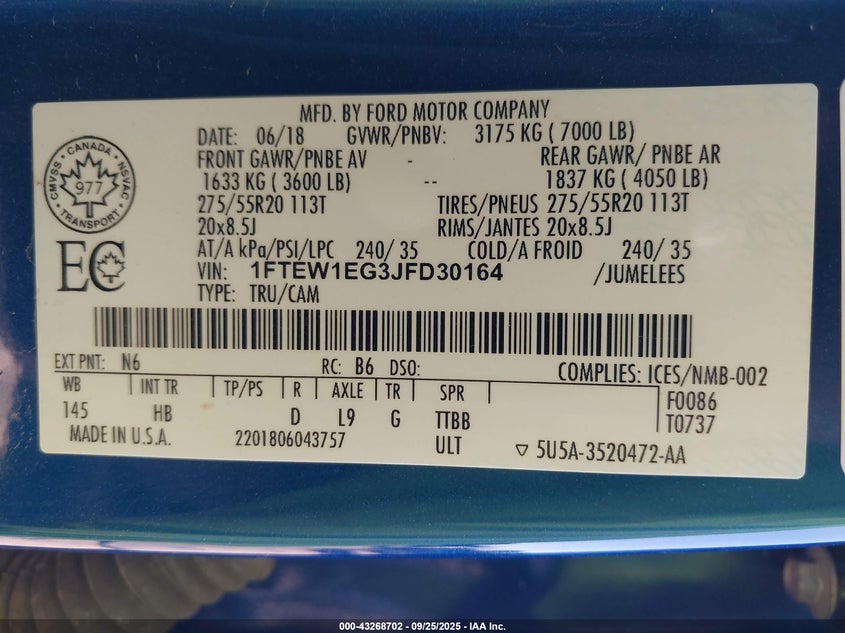 MFD. BY FORD MOTOR COMPANY
DATE: 06/18 GVWR/PNBV: 3175 KG ( 7000 LB)
FRONT GAWR/PNBE AV - REAR GAWR/ PNBE AR
1633 KG ( 3600 LB) -- 1837 KG ( 4050 LB)
275/55R20 113T TIRES/PNEUS 275/55R20 113T
20x8.5J RIMS/JANTES 20x8.5J
AT/A kPa/PSI/LPC 240/ 35 COLD/A FROID 240/ 35
VIN: 1FTEW1EG3JFD30164 /JUMELEES
TYPE: TRU/CAM
CMVSS · CANADA · NSVAC · TRANSPORT ·
977
EC
EXT PNT: N6 RC: B6 DSO: COMPLIES: ICES/NMB-002
WB INT TR TP/PS R AXLE TR SPR F0086
145 HB D L9 G TTBB T0737
MADE IN U.S.A. 2201806043757 ULT ▽ 5U5A-3520472-AA
000-43268702 - 09/25/2025 - IAA Inc.